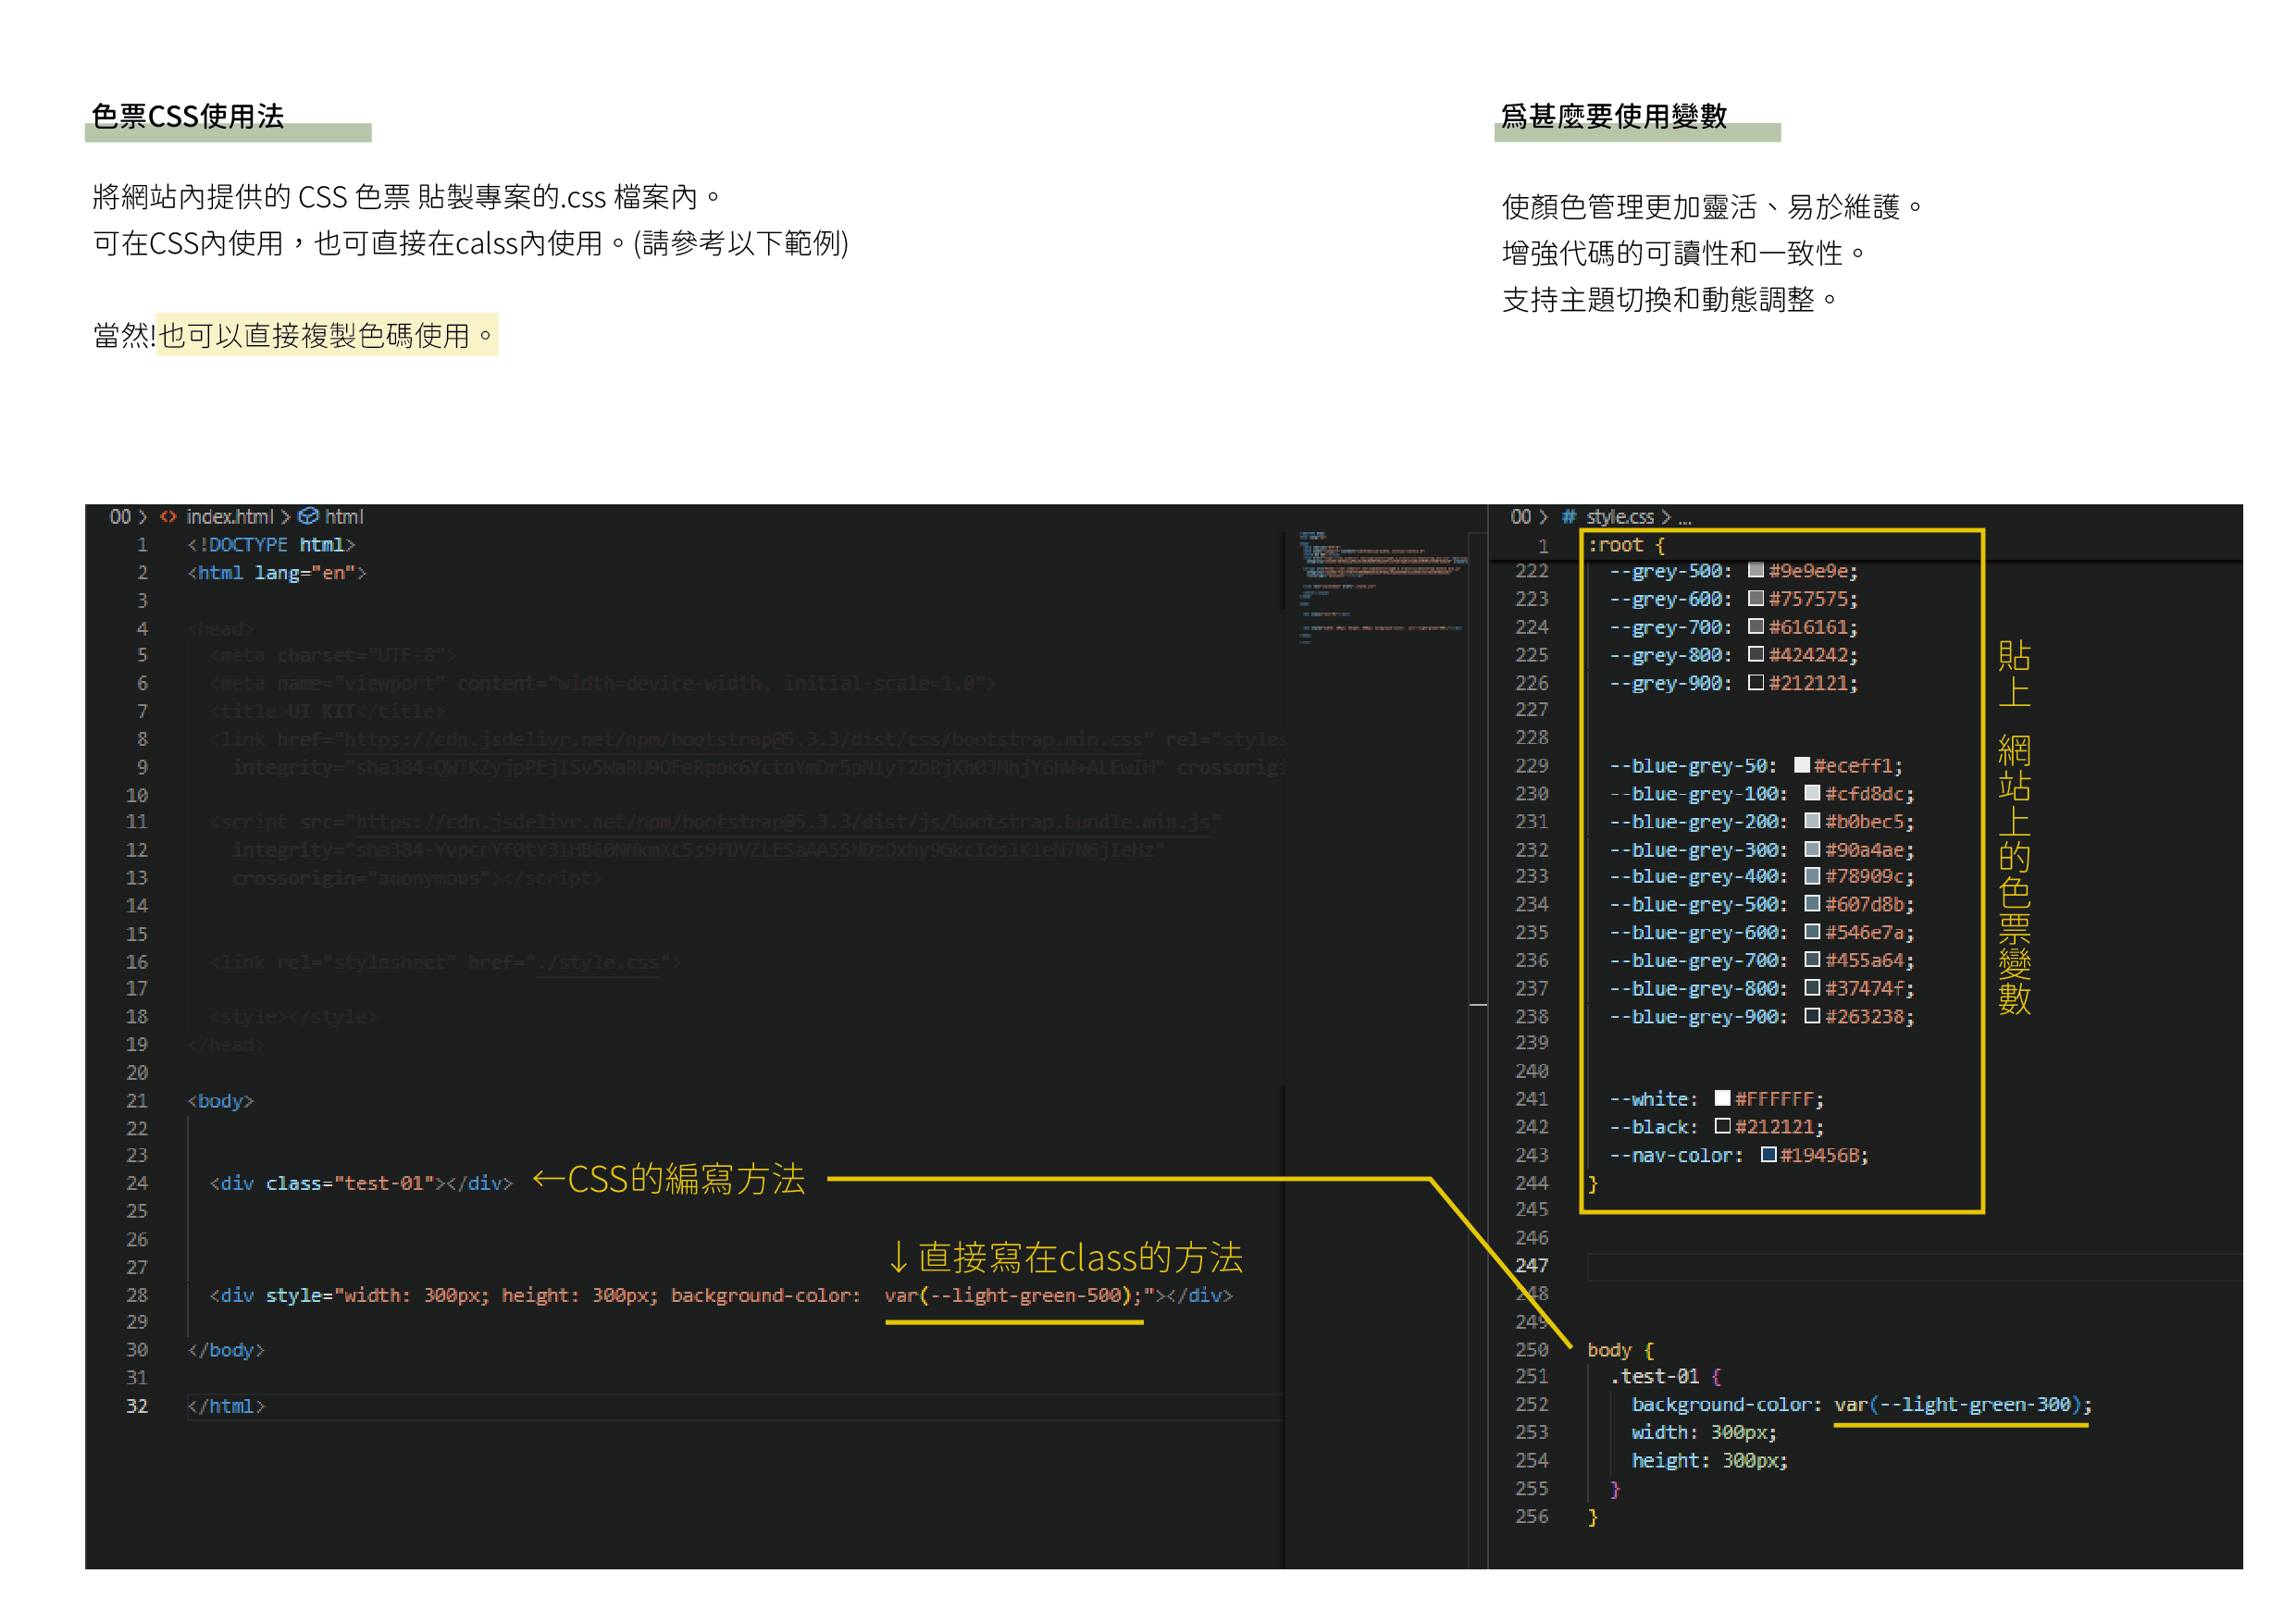 色票CSS使用法
將網站內提供的 CSS 色票 貼製專案的.css 檔案內。
可在CSS內使用，也可直接在calss內使用。(請參考以下範例)
當然!也可以直接複製色碼使用。
爲甚麼要使用變數
使顏色管理更加靈活、易於維護。
增強代碼的可讀性和一致性。
支持主題切換和動態調整。
00 > <> index.html > html
1 <!DOCTYPE html>
2 <html lang="en">
3
4 <head>
5 <meta charset="UTF-8">
6 <meta name="viewport" content="width=device-width, initial-scale=1.0">
7 <title>UI KIT</title>
8 <link href="https://cdn.jsdelivr.net/npm/bootstrap@5.3.3/dist/css/bootstrap.min.css" rel="styles
9 integrity="sha384-QWTKZyjpPEjISv5WaRU9OFeRpok6YctnYmDr5pNlyT2bRjXh0JMhjY6hW+ALEwIH" crossorigi
10
11 <script src="https://cdn.jsdelivr.net/npm/bootstrap@5.3.3/dist/js/bootstrap.bundle.min.js"
12 integrity="sha384-YvpcrYf0tY3lHB60NNkmXc5s9fDVZLESaAA55NDzOxhy9GkcIdslK1eN7N6jIeHz"
13 crossorigin="anonymous"></script>
14
15
16 <link rel="stylesheet" href="./style.css">
17
18 <style></style>
19 </head>
20
21 <body>
22
23
24 <div class="test-01"></div> ←CSS的編寫方法
25
26
↓直接寫在class的方法
27
28 <div style="width: 300px; height: 300px; background-color: var(--light-green-500);"></div>
29
30 </body>
31
32 </html>
00 > # style.css > ...
1 :root {
222 --grey-500: #9e9e9e;
223 --grey-600: #757575;
224 --grey-700: #616161;
225 --grey-800: #424242;
226 --grey-900: #212121;
227
228
229 --blue-grey-50: #eceff1;
230 --blue-grey-100: #cfd8dc;
231 --blue-grey-200: #b0bec5;
232 --blue-grey-300: #90a4ae;
233 --blue-grey-400: #78909c;
234 --blue-grey-500: #607d8b;
235 --blue-grey-600: #546e7a;
236 --blue-grey-700: #455a64;
237 --blue-grey-800: #37474f;
238 --blue-grey-900: #263238;
239
240
241 --white: #FFFFFF;
242 --black: #212121;
243 --nav-color: #19456B;
244 }
245
246
247
248
249
250 body {
251 .test-01 {
252 background-color: var(--light-green-300);
253 width: 300px;
254 height: 300px;
255 }
256 }
貼上 網站上的色票變數